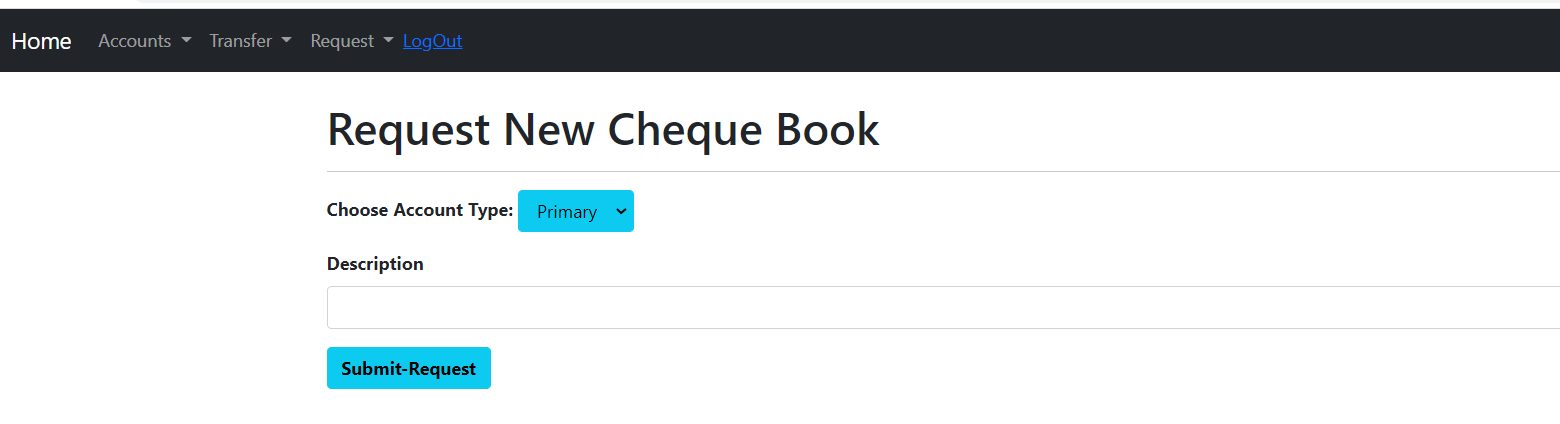 Home Accounts Transfer Request LogOut
Request New Cheque Book
Choose Account Type: Primary
Description
Submit-Request